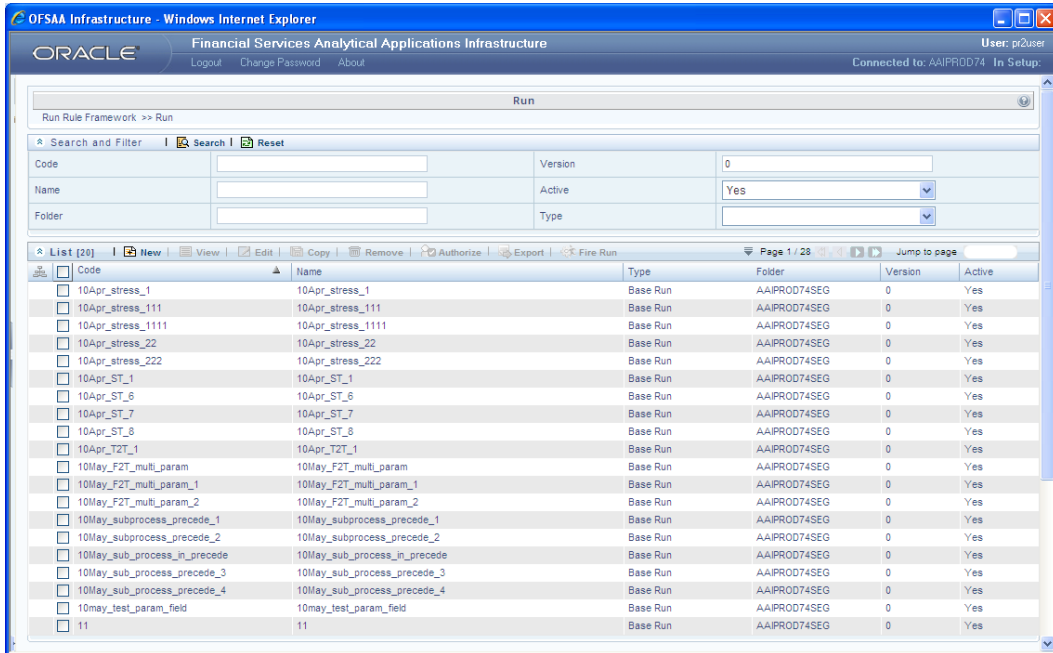 OFSAA Infrastructure - Windows Internet Explorer
ORACLE
Financial Services Analytical Applications Infrastructure
User: pr2user
Logout Change Password About
Connected to: AAIPROD74 In Setup:
Run
Run Rule Framework >> Run
Search and Filter | Search | Reset
Code Version 0
Name Active Yes
Folder Type
List [20] | New | View | Edit | Copy | Remove | Authorize | Export | Fire Run Page 1 / 28 Jump to page
Code Name Type Folder Version Active
10Apr_stress_1 10Apr_stress_1 Base Run AAIPROD74SEG 0 Yes
10Apr_stress_111 10Apr_stress_111 Base Run AAIPROD74SEG 0 Yes
10Apr_stress_1111 10Apr_stress_1111 Base Run AAIPROD74SEG 0 Yes
10Apr_stress_22 10Apr_stress_22 Base Run AAIPROD74SEG 0 Yes
10Apr_stress_222 10Apr_stress_222 Base Run AAIPROD74SEG 0 Yes
10Apr_ST_1 10Apr_ST_1 Base Run AAIPROD74SEG 0 Yes
10Apr_ST_6 10Apr_ST_6 Base Run AAIPROD74SEG 0 Yes
10Apr_ST_7 10Apr_ST_7 Base Run AAIPROD74SEG 0 Yes
10Apr_ST_8 10Apr_ST_8 Base Run AAIPROD74SEG 0 Yes
10Apr_T2T_1 10Apr_T2T_1 Base Run AAIPROD74SEG 0 Yes
10May_F2T_multi_param 10May_F2T_multi_param Base Run AAIPROD74SEG 0 Yes
10May_F2T_multi_param_1 10May_F2T_multi_param_1 Base Run AAIPROD74SEG 0 Yes
10May_F2T_multi_param_2 10May_F2T_multi_param_2 Base Run AAIPROD74SEG 0 Yes
10May_subprocess_precede_1 10May_subprocess_precede_1 Base Run AAIPROD74SEG 0 Yes
10May_subprocess_precede_2 10May_subprocess_precede_2 Base Run AAIPROD74SEG 0 Yes
10May_sub_process_in_precede 10May_sub_process_in_precede Base Run AAIPROD74SEG 0 Yes
10May_sub_process_precede_3 10May_sub_process_precede_3 Base Run AAIPROD74SEG 0 Yes
10May_sub_process_precede_4 10May_sub_process_precede_4 Base Run AAIPROD74SEG 0 Yes
10may_test_param_field 10may_test_param_field Base Run AAIPROD74SEG 0 Yes
11 11 Base Run AAIPROD74SEG 0 Yes